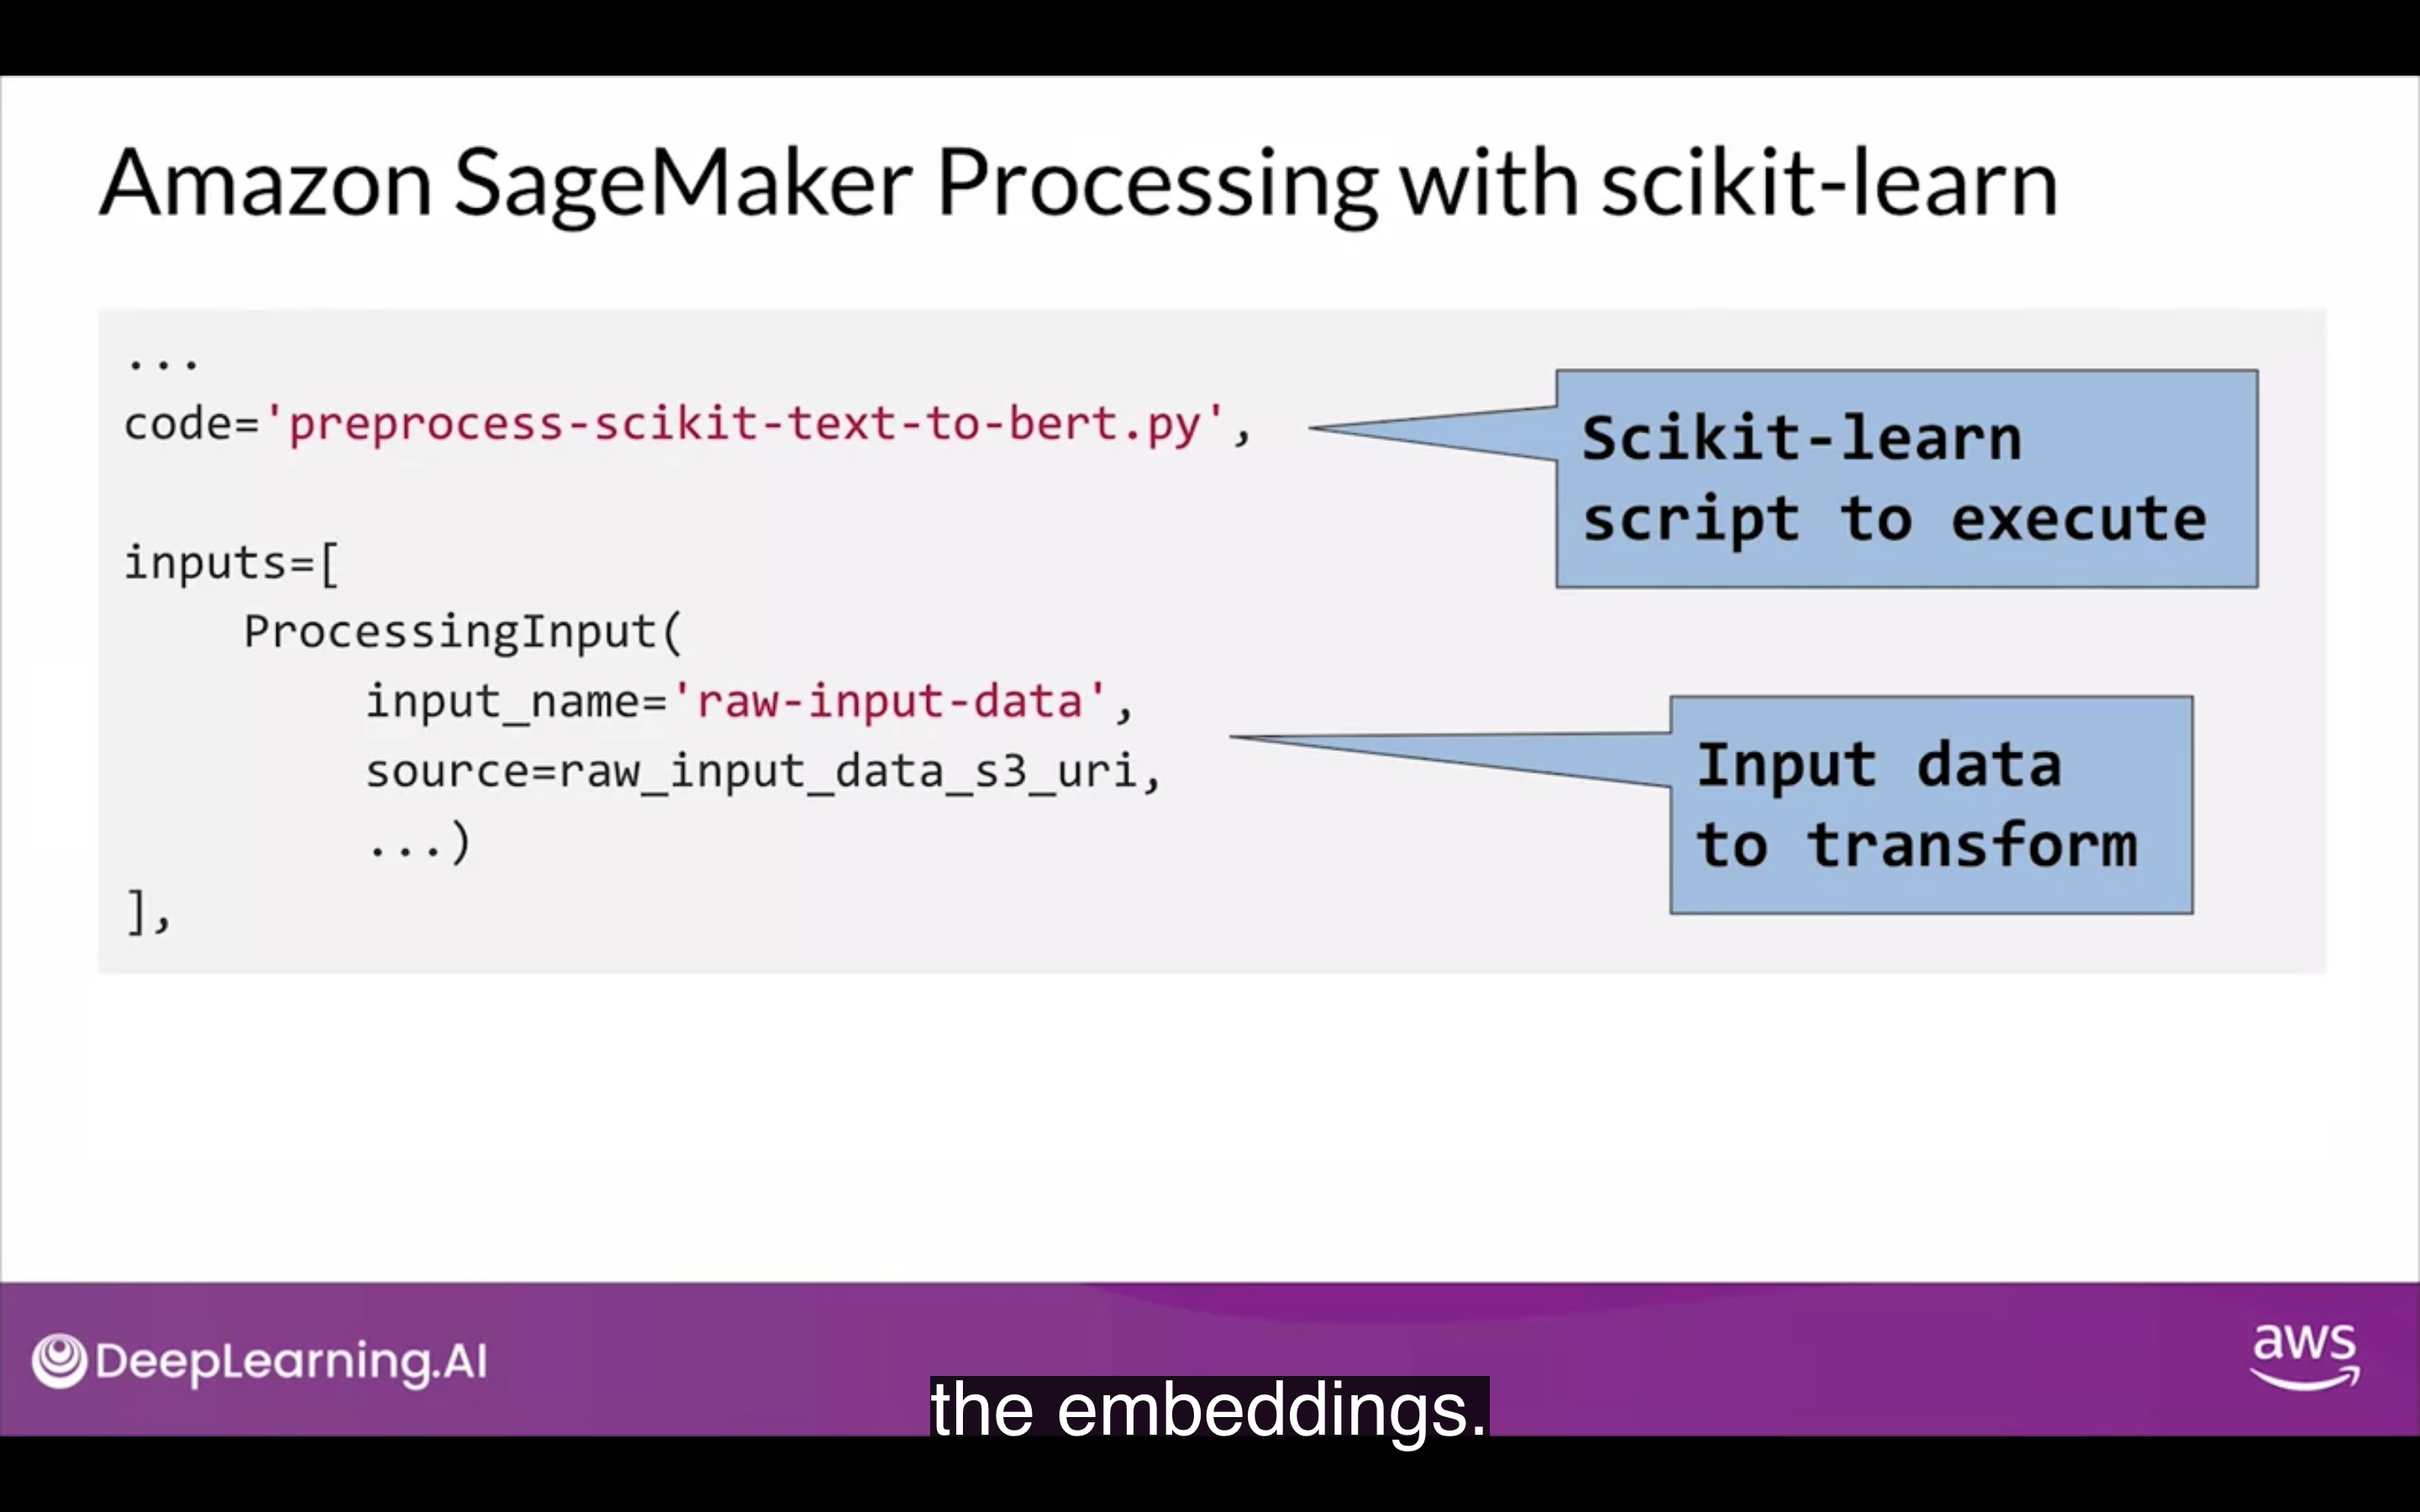 Amazon SageMaker Processing with scikit-learn
...
code='preprocess-scikit-text-to-bert.py',
Scikit-learn
script to execute
inputs=[
ProcessingInput(
input_name='raw-input-data',
source=raw_input_data_s3_uri,
...)
],
Input data
to transform
DeepLearning.AI
aws
the embeddings.